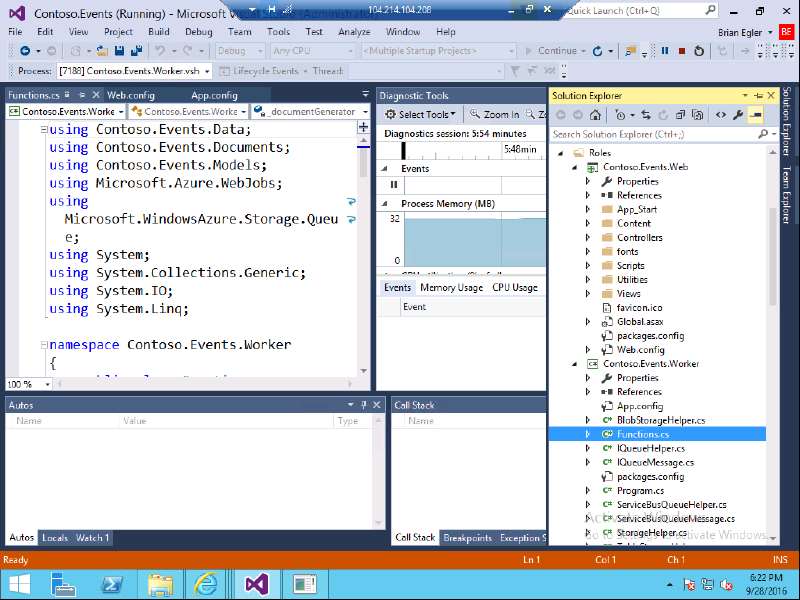 Contoso.Events (Running) - Microsoft Visual Studio (Administrator)
104.214.104.208
Quick Launch (Ctrl+Q)
File Edit View Project Build Debug Team Tools Test Analyze Window Help
Brian Egler BE
Debug Any CPU <Multiple Startup Projects> Continue
Process: [7188] Contoso.Events.Worker.vsh Lifecycle Events Thread:
Functions.cs Web.config App.config
Contoso.Events.Worke Contoso.Events.Worke _documentGenerator
using Contoso.Events.Data;
using Contoso.Events.Documents;
using Contoso.Events.Models;
using Microsoft.Azure.WebJobs;
using
Microsoft.WindowsAzure.Storage.Queu
e;
using System;
using System.Collections.Generic;
using System.IO;
using System.Linq;
namespace Contoso.Events.Worker
{
100 %
Diagnostic Tools
Select Tools Zoom In Zo
Diagnostics session: 5:54 minutes
5:48min
Events
Process Memory (MB)
32
0
Events Memory Usage CPU Usage
Event
Solution Explorer
Search Solution Explorer (Ctrl+;)
Roles
Contoso.Events.Web
Properties
References
App_Start
Content
Controllers
fonts
Scripts
Utilities
Views
favicon.ico
Global.asax
packages.config
Web.config
Contoso.Events.Worker
Properties
References
App.config
BlobStorageHelper.cs
Functions.cs
IQueueHelper.cs
IQueueMessage.cs
packages.config
Program.cs
ServiceBusQueueHelper.cs
ServiceBusQueueMessage.cs
StorageHelper.cs
Solution Explorer
Team Explorer
Autos
Name Value Type
Autos Locals Watch 1
Call Stack
Name
Call Stack Breakpoints Exception S
Activate Windows
Ready Ln 1 Col 1 Ch 1 INS
6:22 PM
9/28/2016